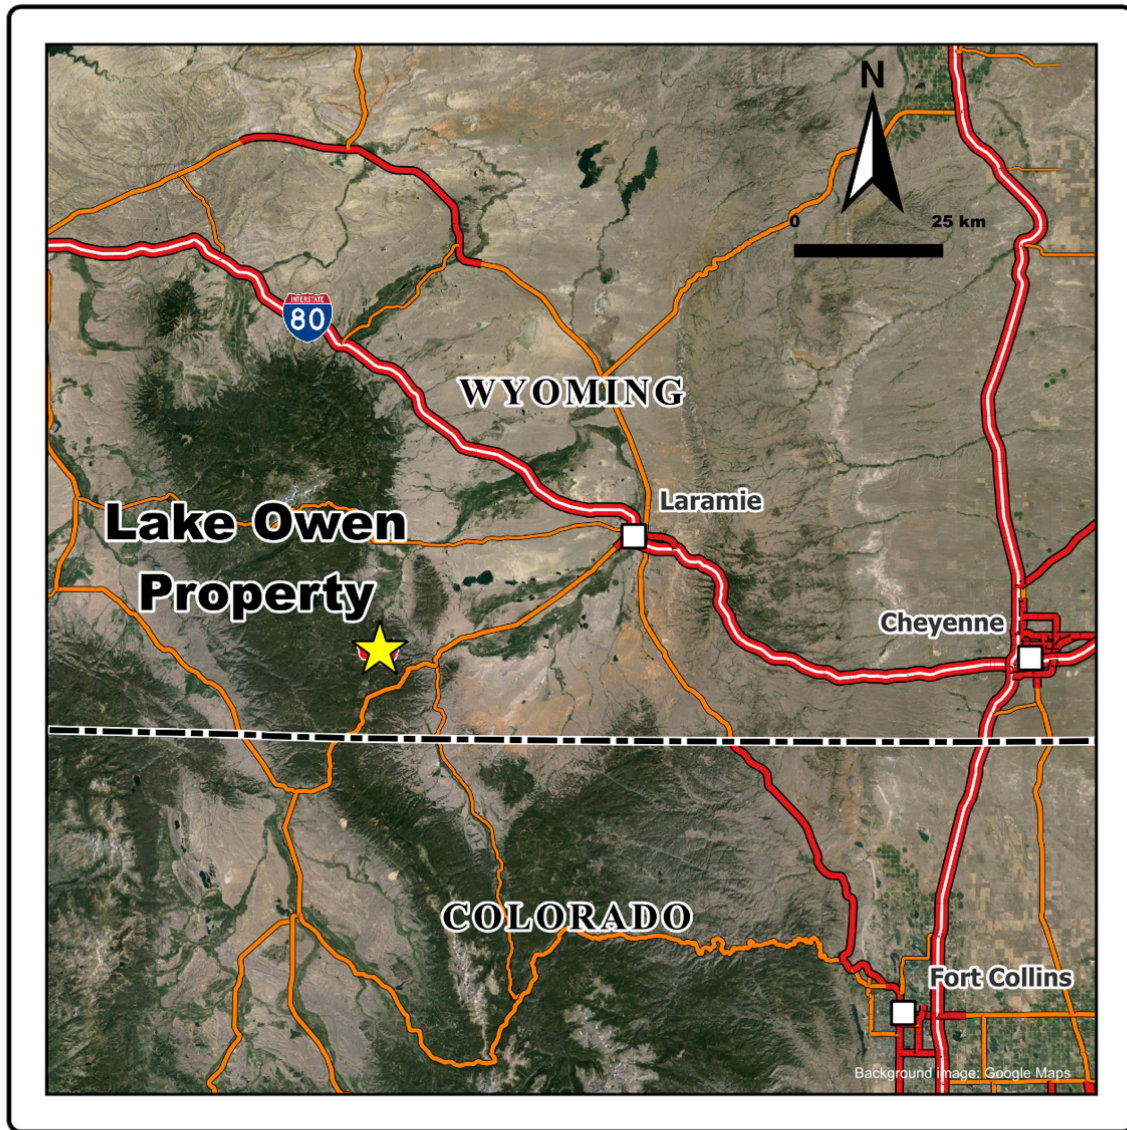 N
0 25 km
INTERSTATE
80
WYOMING
Laramie
Lake Owen
Property
Cheyenne
COLORADO
Fort Collins
Background image: Google Maps